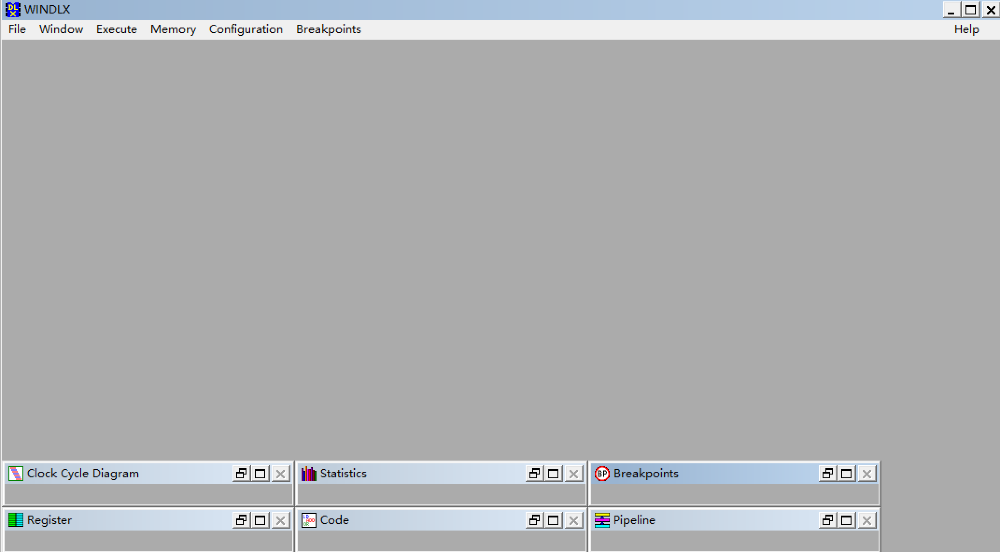 WINDLX
File Window Execute Memory Configuration Breakpoints Help
Clock Cycle Diagram Statistics Breakpoints
Register Code Pipeline